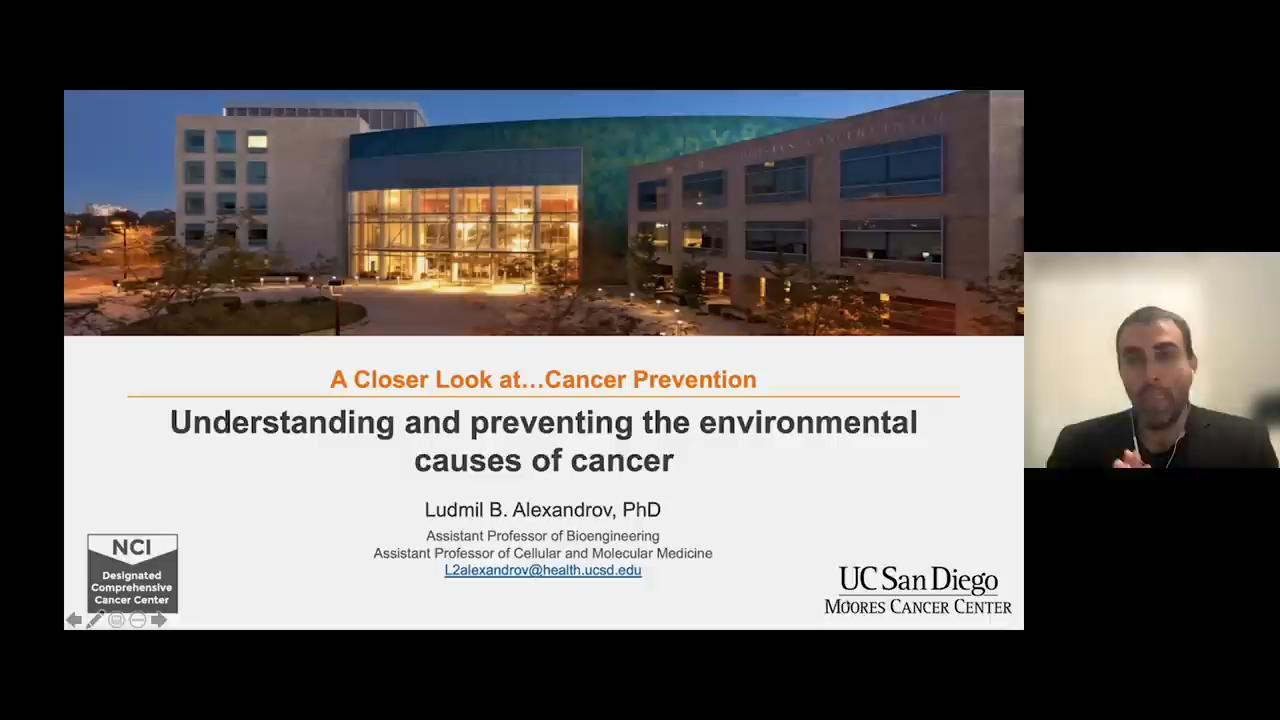 A Closer Look at…Cancer Prevention
Understanding and preventing the environmental
causes of cancer
Ludmil B. Alexandrov, PhD
Assistant Professor of Bioengineering
Assistant Professor of Cellular and Molecular Medicine
L2alexandrov@health.ucsd.edu
NCI
Designated
Comprehensive
Cancer Center
UC San Diego
MOORES CANCER CENTER